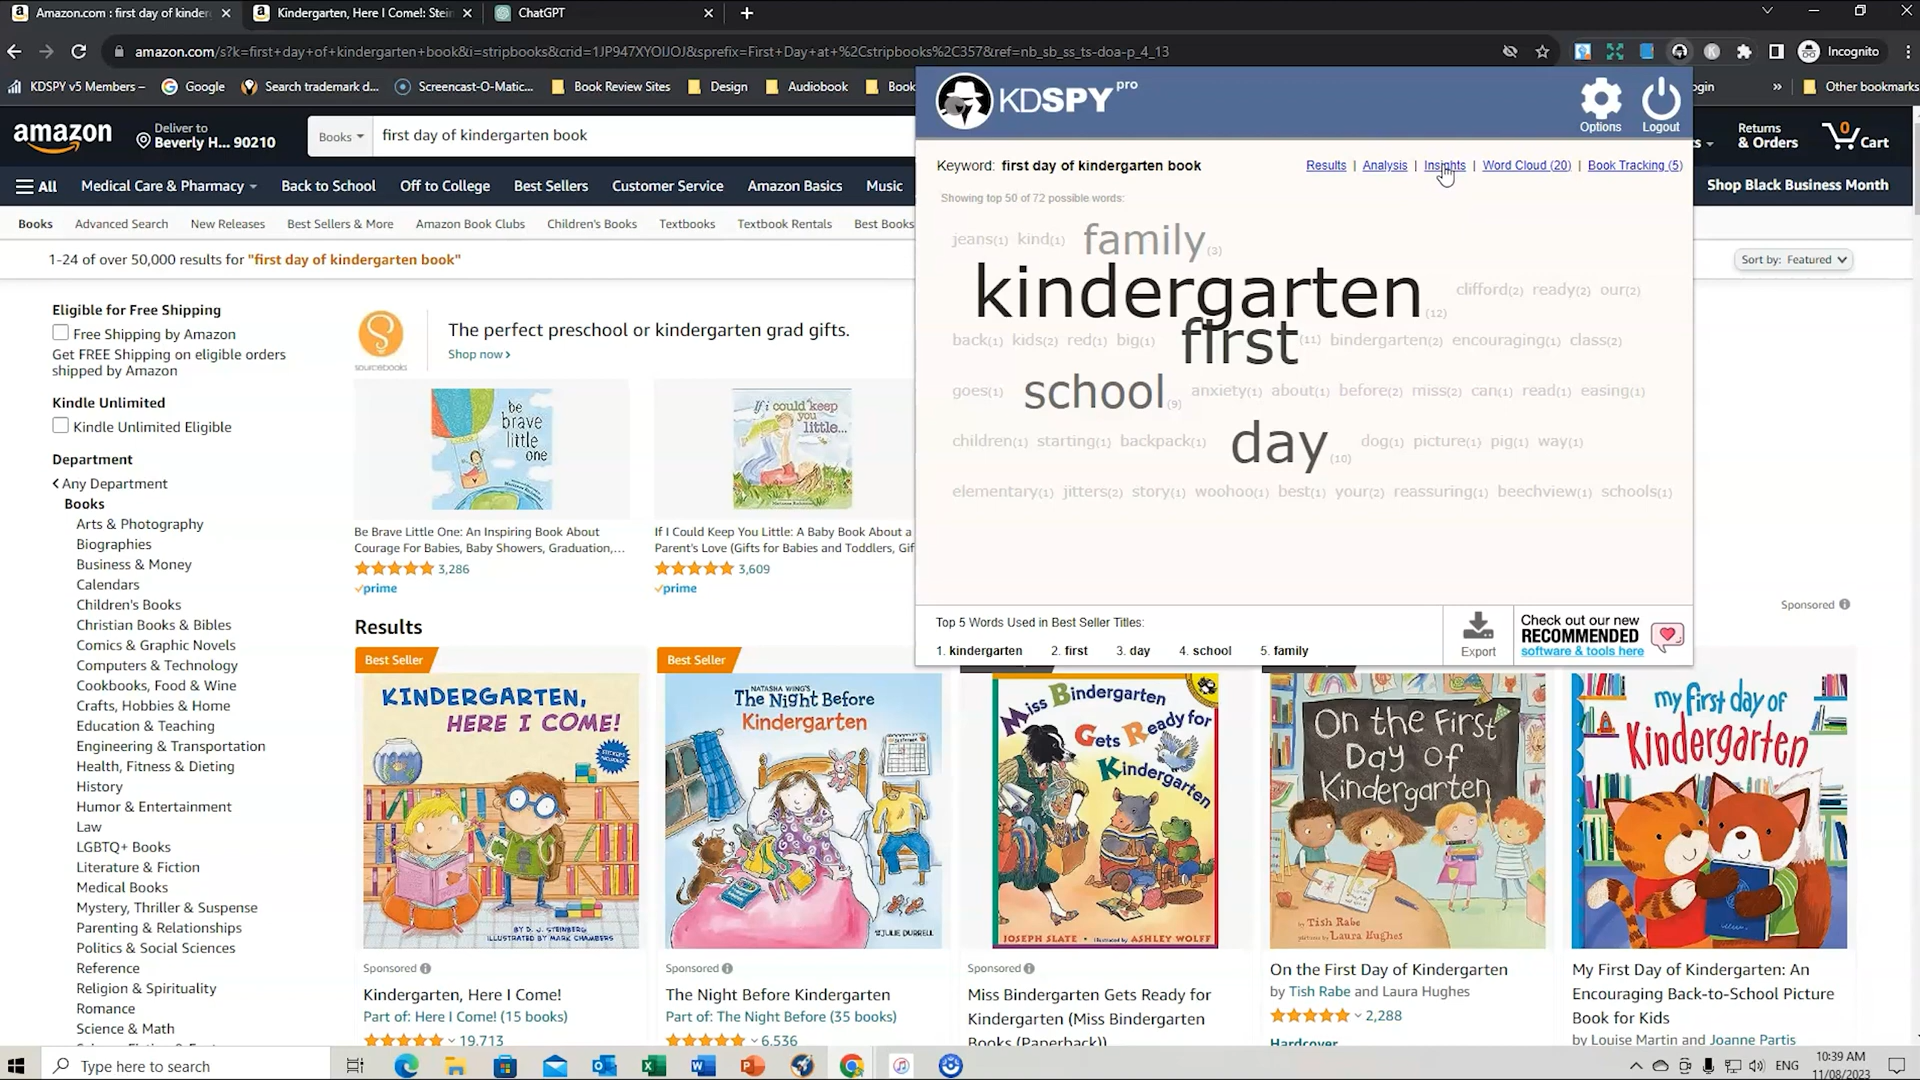 Amazon.com : first day of kinder
Kindergarten, Here I Come!: Stein
ChatGPT
amazon.com/s?k=first+day+of+kindergarten+book&i=stripbooks&crid=1JP947XYOIJOJ&sprefix=First+Day+at+%2Cstripbooks%2C357&ref=nb_sb_ss_ts-doa-p_4_13
Incognito
KDSPY v5 Members –
Google
Search trademark d...
Screencast-O-Matic...
Book Review Sites
Design
Audiobook
Book
ogin
»
Other bookmarks
amazon
Deliver to
Beverly H... 90210
Books
first day of kindergarten book
Returns
& Orders
0
Cart
All
Medical Care & Pharmacy
Back to School
Off to College
Best Sellers
Customer Service
Amazon Basics
Music
Shop Black Business Month
Books
Advanced Search
New Releases
Best Sellers & More
Amazon Book Clubs
Children's Books
Textbooks
Textbook Rentals
Best Books
1-24 of over 50,000 results for "first day of kindergarten book"
Sort by: Featured
KDSPY pro
Options
Logout
Keyword: first day of kindergarten book
Results | Analysis | Insights | Word Cloud (20) | Book Tracking (5)
Showing top 50 of 72 possible words:
jeans(1) kind(1) family(3)
kindergarten(12) clifford(2) ready(2) our(2)
back(1) kids(2) red(1) big(1) first(11) bindergarten(2) encouraging(1) class(2)
goes(1) school(9) anxiety(1) about(1) before(2) miss(2) can(1) read(1) easing(1)
children(1) starting(1) backpack(1) day(10) dog(1) picture(1) pig(1) way(1)
elementary(1) jitters(2) story(1) woohoo(1) best(1) your(2) reassuring(1) beechview(1) schools(1)
Top 5 Words Used in Best Seller Titles:
1. kindergarten 2. first 3. day 4. school 5. family
Export
Check out our new
RECOMMENDED
software & tools here
Eligible for Free Shipping
Free Shipping by Amazon
Get FREE Shipping on eligible orders
shipped by Amazon
Kindle Unlimited
Kindle Unlimited Eligible
Department
Any Department
Books
Arts & Photography
Biographies
Business & Money
Calendars
Children's Books
Christian Books & Bibles
Comics & Graphic Novels
Computers & Technology
Cookbooks, Food & Wine
Crafts, Hobbies & Home
Education & Teaching
Engineering & Transportation
Health, Fitness & Dieting
History
Humor & Entertainment
Law
LGBTQ+ Books
Literature & Fiction
Medical Books
Mystery, Thriller & Suspense
Parenting & Relationships
Politics & Social Sciences
Reference
Religion & Spirituality
Romance
Science & Math
sourcebooks
The perfect preschool or kindergarten grad gifts.
Shop now
be
brave
little
one
If i could keep
you
little...
Be Brave Little One: An Inspiring Book About
Courage For Babies, Baby Showers, Graduation,...
3,286
prime
If I Could Keep You Little: A Baby Book About a
Parent's Love (Gifts for Babies and Toddlers, Gif
3,609
prime
Sponsored
Results
Best Seller
KINDERGARTEN,
HERE I COME!
BY D. J. STEINBERG
ILLUSTRATED BY MARK CHAMBERS
Sponsored
Kindergarten, Here I Come!
Part of: Here I Come! (15 books)
19,713
Best Seller
NATASHA WING'S
The Night Before
Kindergarten
JULIE DURRELL
Sponsored
The Night Before Kindergarten
Part of: The Night Before (35 books)
6,536
Miss Bindergarten
Gets Ready for
Kindergarten
JOSEPH SLATE
Illustrated by ASHLEY WOLFF
Sponsored
Miss Bindergarten Gets Ready for
Kindergarten (Miss Bindergarten
Books (Paperback))
On the First
Day of
Kindergarten
by Tish Rabe
pictures by Laura Hughes
On the First Day of Kindergarten
by Tish Rabe and Laura Hughes
2,288
Hardcover
my first day of
Kindergarten
My First Day of Kindergarten: An
Encouraging Back-to-School Picture
Book for Kids
by Louise Martin and Joanne Partis
Type here to search
ENG
10:39 AM
11/08/2023